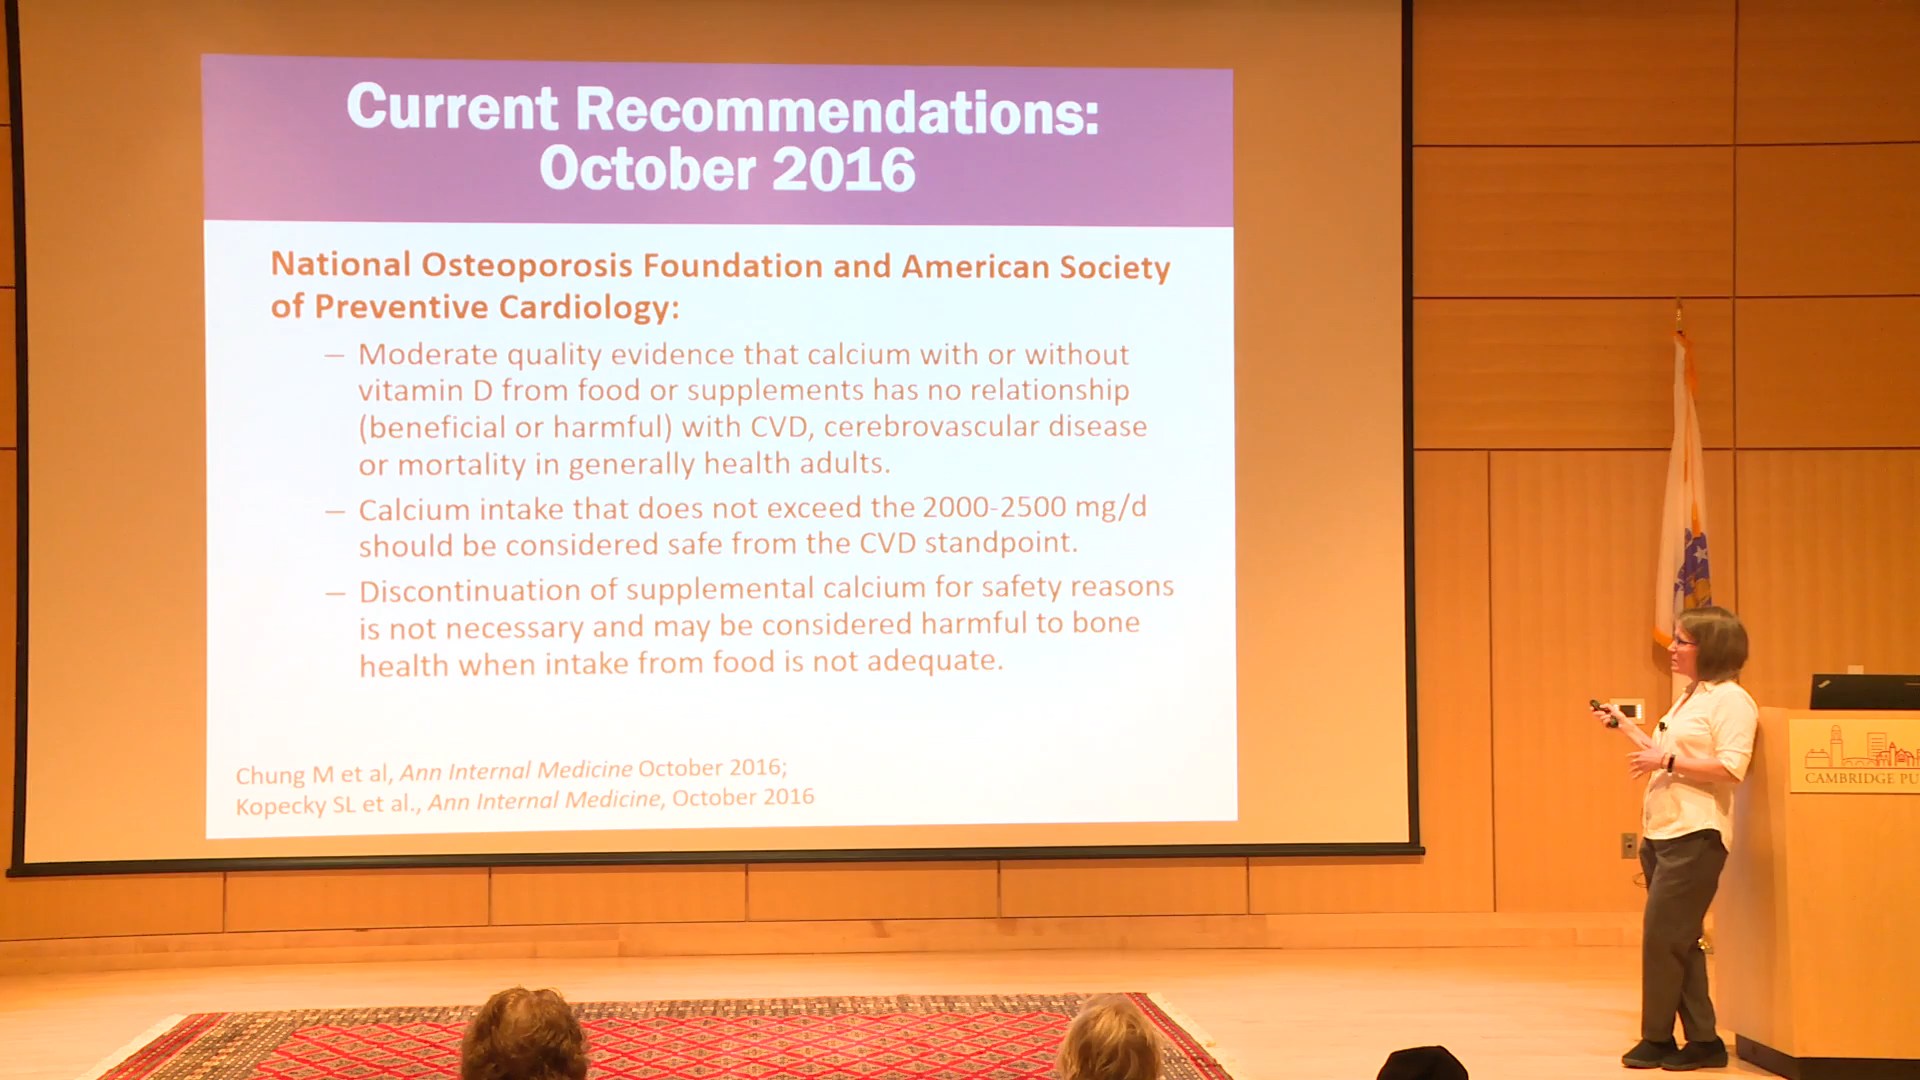 Current Recommendations:
October 2016
National Osteoporosis Foundation and American Society
of Preventive Cardiology:
– Moderate quality evidence that calcium with or without
vitamin D from food or supplements has no relationship
(beneficial or harmful) with CVD, cerebrovascular disease
or mortality in generally health adults.
– Calcium intake that does not exceed the 2000-2500 mg/d
should be considered safe from the CVD standpoint.
– Discontinuation of supplemental calcium for safety reasons
is not necessary and may be considered harmful to bone
health when intake from food is not adequate.
Chung M et al, Ann Internal Medicine October 2016;
Kopecky SL et al., Ann Internal Medicine, October 2016
CAMBRIDGE PU